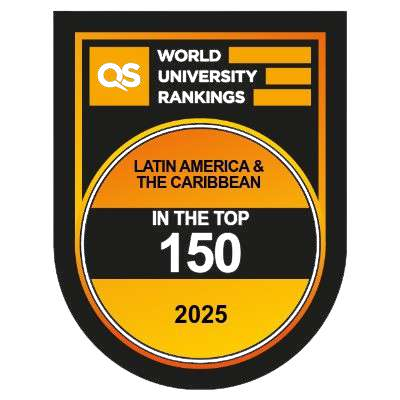 QS
WORLD
UNIVERSITY
RANKINGS
LATIN AMERICA &
THE CARIBBEAN
IN THE TOP
150
2025